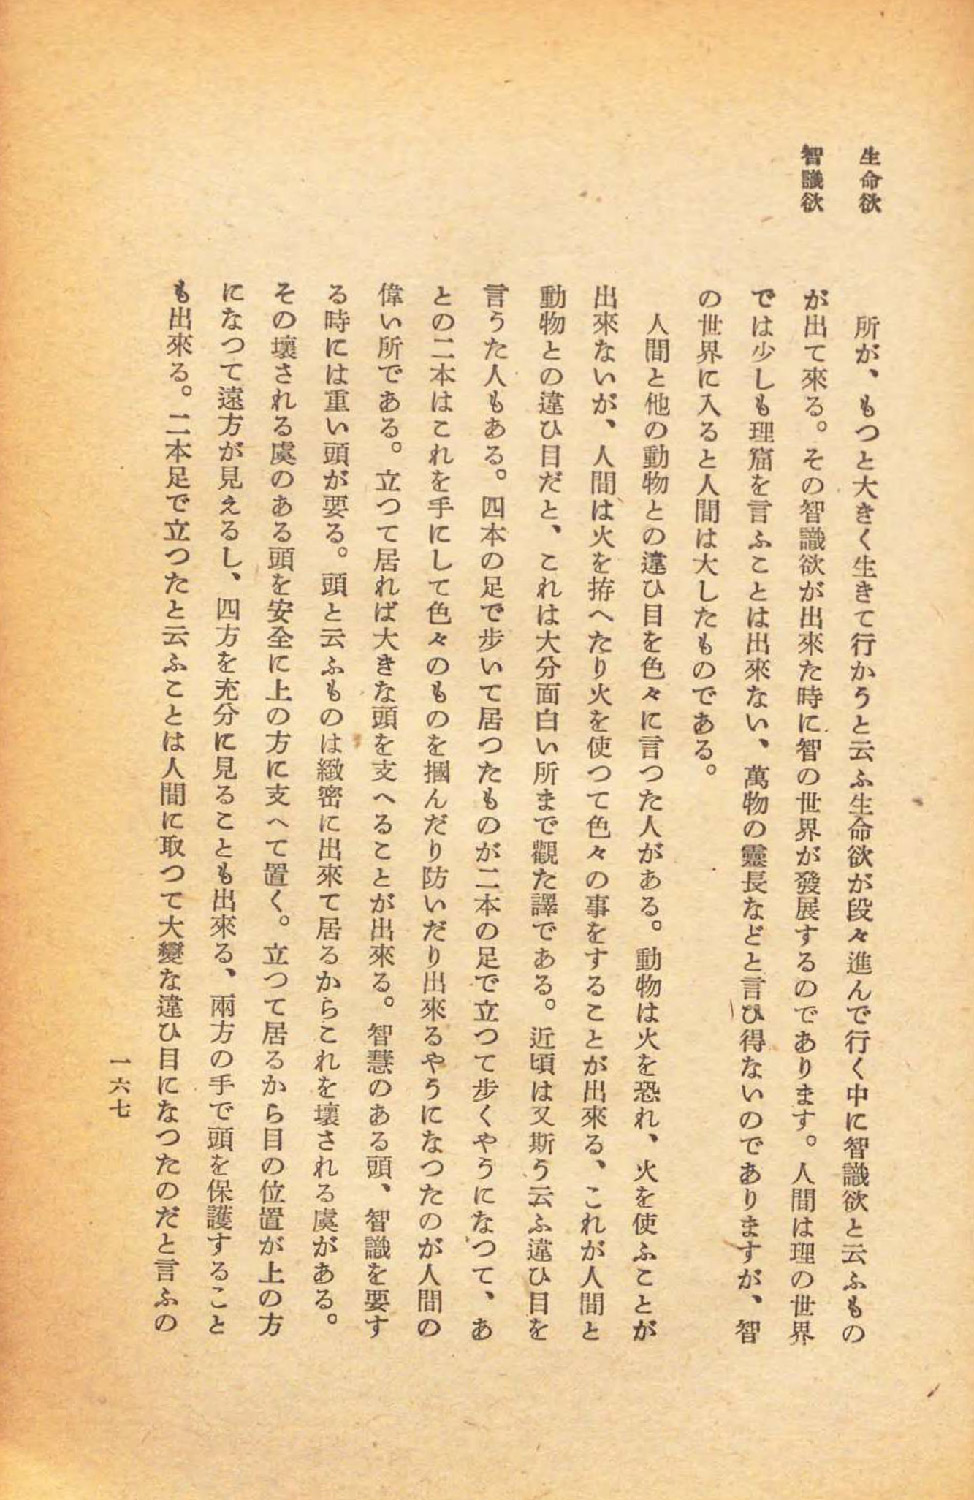 生命欲
智識欲
所が、もつと大きく生きて行かうと云ふ生命欲が段々進んで行く中に智識欲と云ふもの
が出て來る。その智識欲が出來た時に智の世界が發展するのであります。人間は理の世界
では少しも理窟を言ふことは出來ない、萬物の靈長などと言ひ得ないのでありますが、智
の世界に入ると人間は大したものである。
人間と他の動物との違ひ目を色々に言つた人がある。動物は火を恐れ、火を使ふことが
出來ないが、人間は火を拵へたり火を使つて色々の事をすることが出來る、これが人間と
動物との違ひ目だと、これは大分面白い所まで觀た譯である。近頃は又斯う云ふ違ひ目を
言うた人もある。四本の足で步いて居つたものが二本の足で立つて步くやうになつて、あ
との二本はこれを手にして色々のものを摑んだり防いだり出來るやうになつたのが人間の
偉い所である。立つて居れば大きな頭を支へることが出來る。智慧のある頭、智識を要す
る時には重い頭が要る。頭と云ふものは緻密に出來て居るからこれを壞される虞がある。
その壞される虞のある頭を安全に上の方に支へて置く。立つて居るから目の位置が上の方
になつて遠方が見えるし、四方を充分に見ることも出來る、兩方の手で頭を保護すること
も出來る。二本足で立つたと云ふことは人間に取つて大變な違ひ目になつたのだと言ふの
一六七